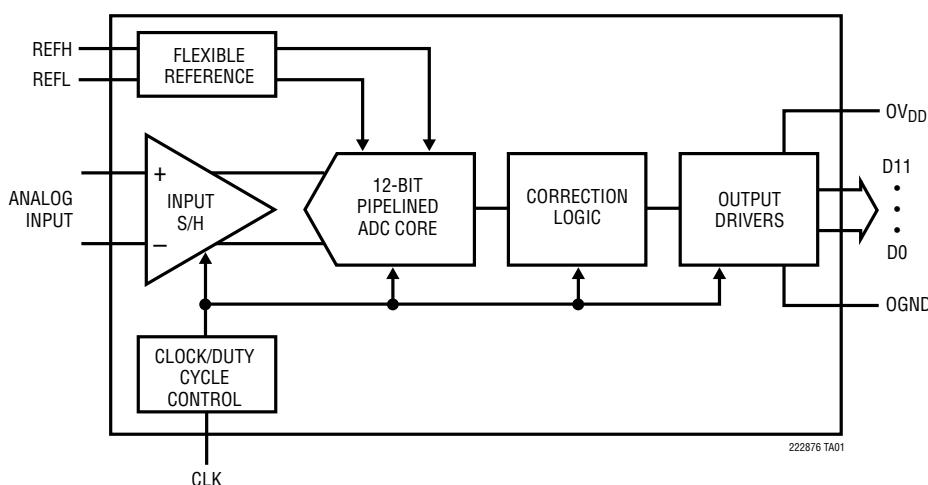 REFH
REFL
FLEXIBLE
REFERENCE
OVDD
D11
ANALOG
INPUT
+
−
INPUT
S/H
12-BIT
PIPELINED
ADC CORE
CORRECTION
LOGIC
OUTPUT
DRIVERS
D0
OGND
CLOCK/DUTY
CYCLE
CONTROL
222876 TA01
CLK